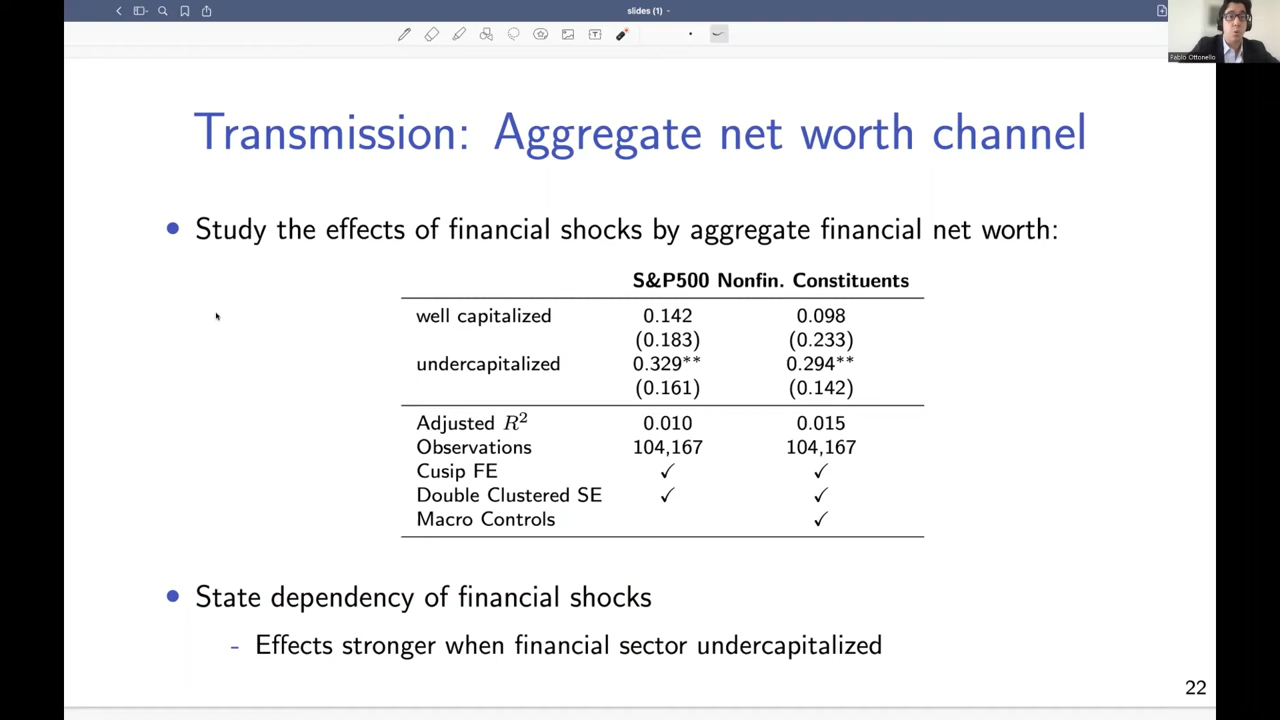 slides (1)
Pablo Ottonello
Transmission: Aggregate net worth channel
• Study the effects of financial shocks by aggregate financial net worth:
S&P500 Nonfin. Constituents
well capitalized 0.142 0.098
(0.183) (0.233)
undercapitalized 0.329** 0.294**
(0.161) (0.142)
Adjusted R² 0.010 0.015
Observations 104,167 104,167
Cusip FE ✓ ✓
Double Clustered SE ✓ ✓
Macro Controls ✓
• State dependency of financial shocks
- Effects stronger when financial sector undercapitalized
22